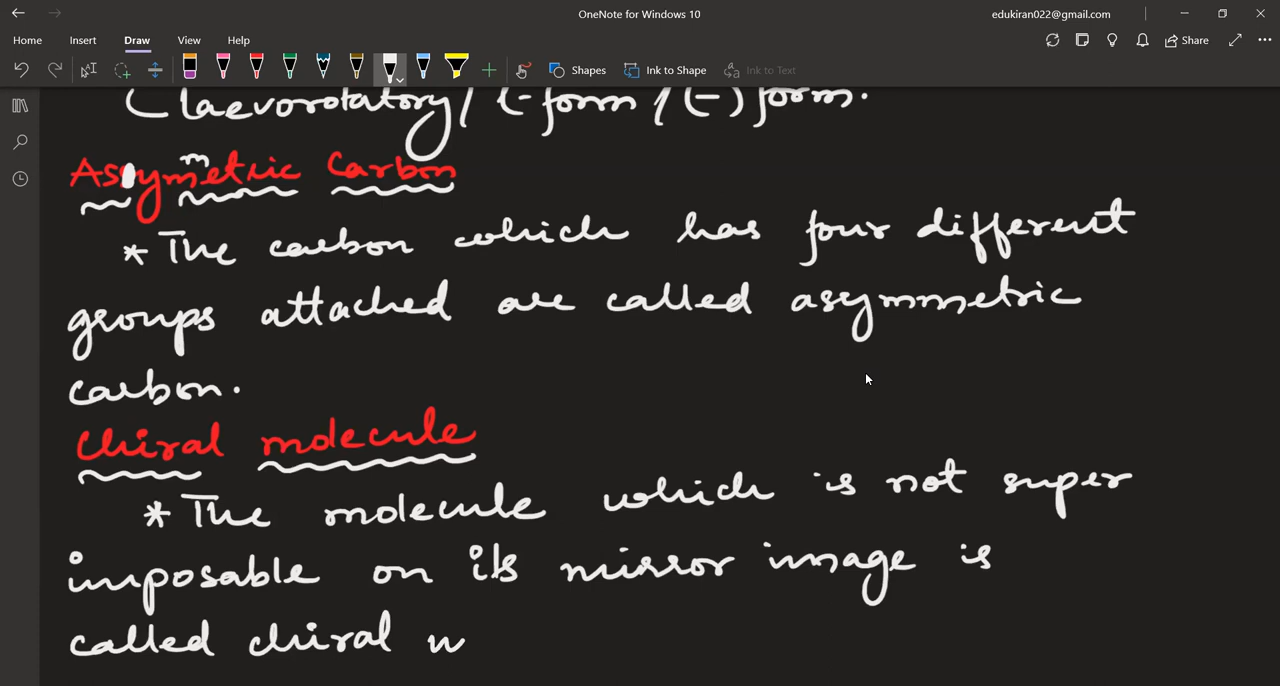 OneNote for Windows 10
edukiran022@gmail.com
Home Insert Draw View Help
Share
Shapes Ink to Shape Ink to Text
(laevorotatory/ l-form / (-) form.
Asymmetric Carbon
* The carbon which has four different
groups attached are called asymmetric
carbon.
Chiral molecule
* The molecule which is not super
imposable on its mirror image is
called chiral